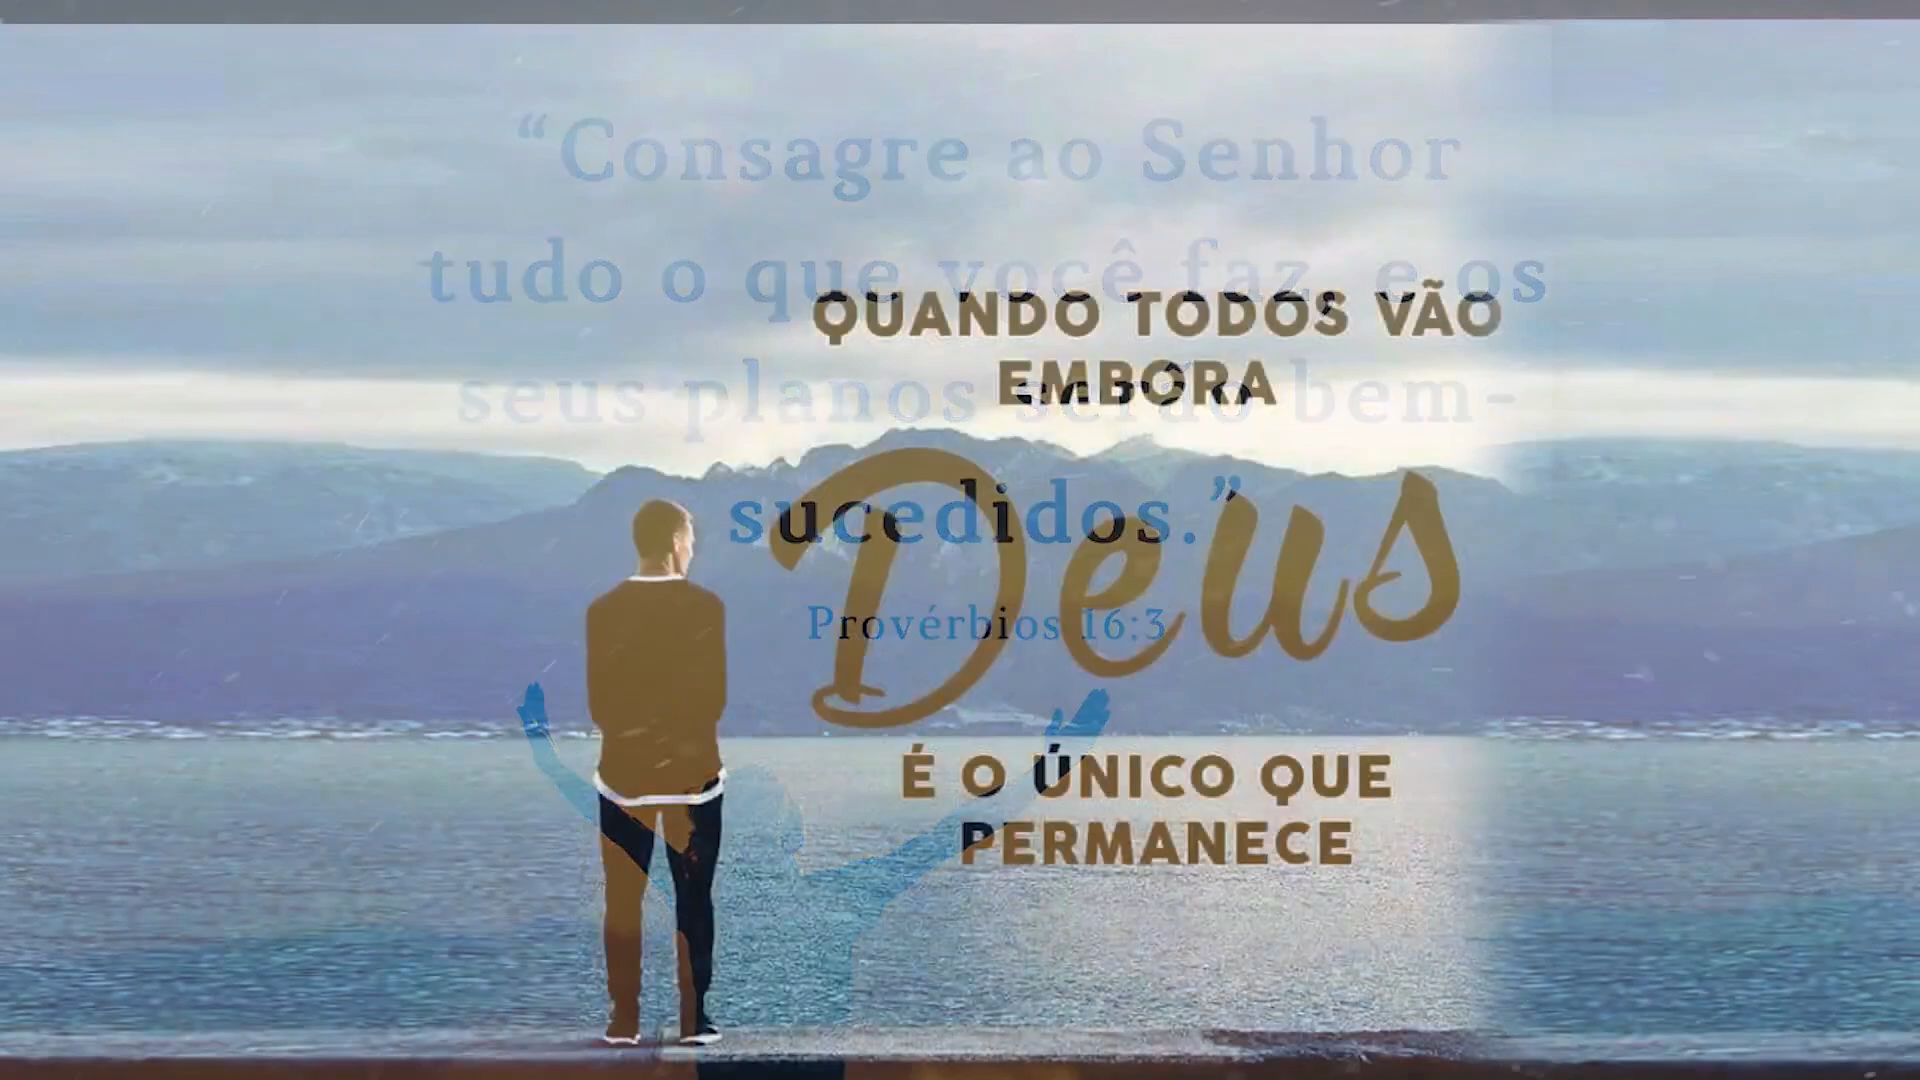 “Consagre ao Senhor
tudo o que você faz, e os
seus planos serão bem-
sucedidos.”
Provérbios 16:3
QUANDO TODOS VÃO
EMBORA
Deus
É O ÚNICO QUE
PERMANECE